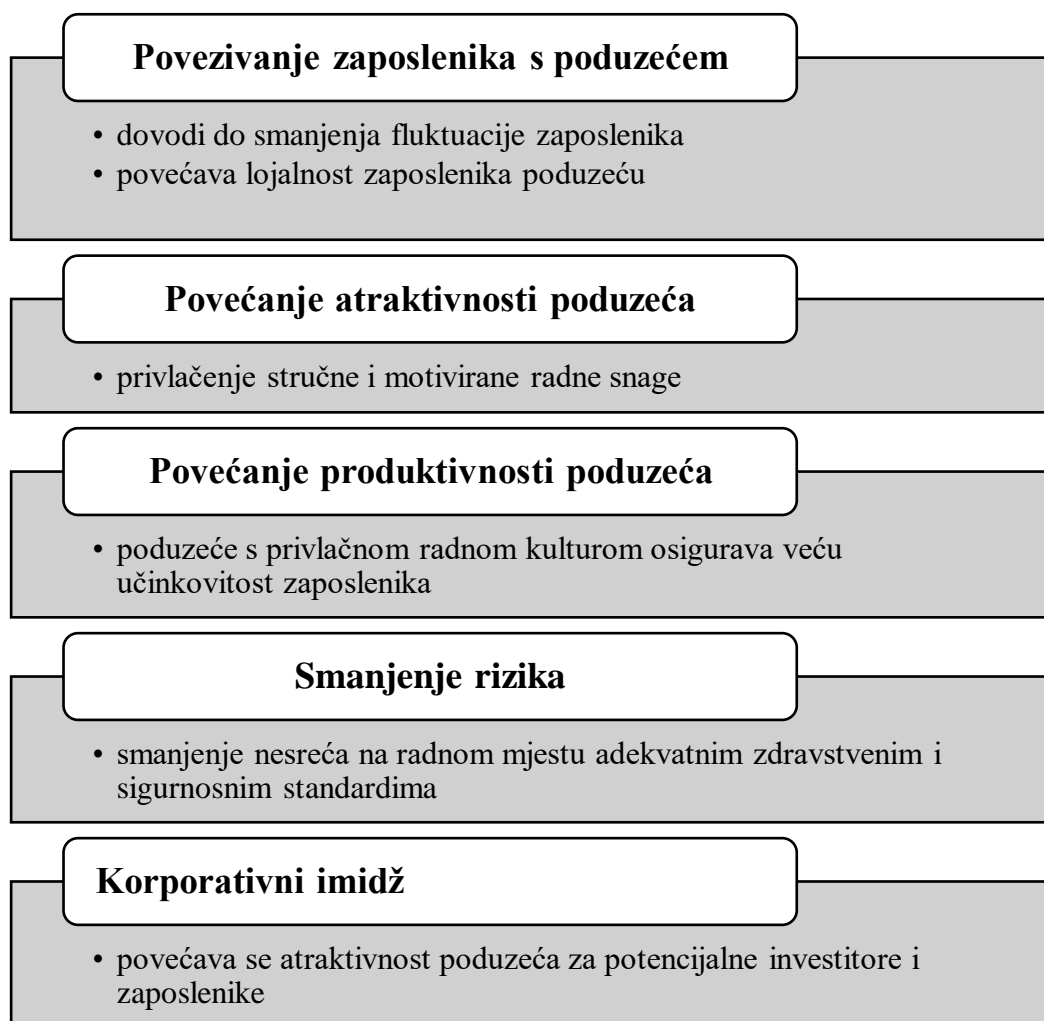 Povezivanje zaposlenika s poduzećem
• dovodi do smanjenja fluktuacije zaposlenika
• povećava lojalnost zaposlenika poduzeću
Povećanje atraktivnosti poduzeća
• privlačenje stručne i motivirane radne snage
Povećanje produktivnosti poduzeća
• poduzeće s privlačnom radnom kulturom osigurava veću
učinkovitost zaposlenika
Smanjenje rizika
• smanjenje nesreća na radnom mjestu adekvatnim zdravstvenim i
sigurnosnim standardima
Korporativni imidž
• povećava se atraktivnost poduzeća za potencijalne investitore i
zaposlenike